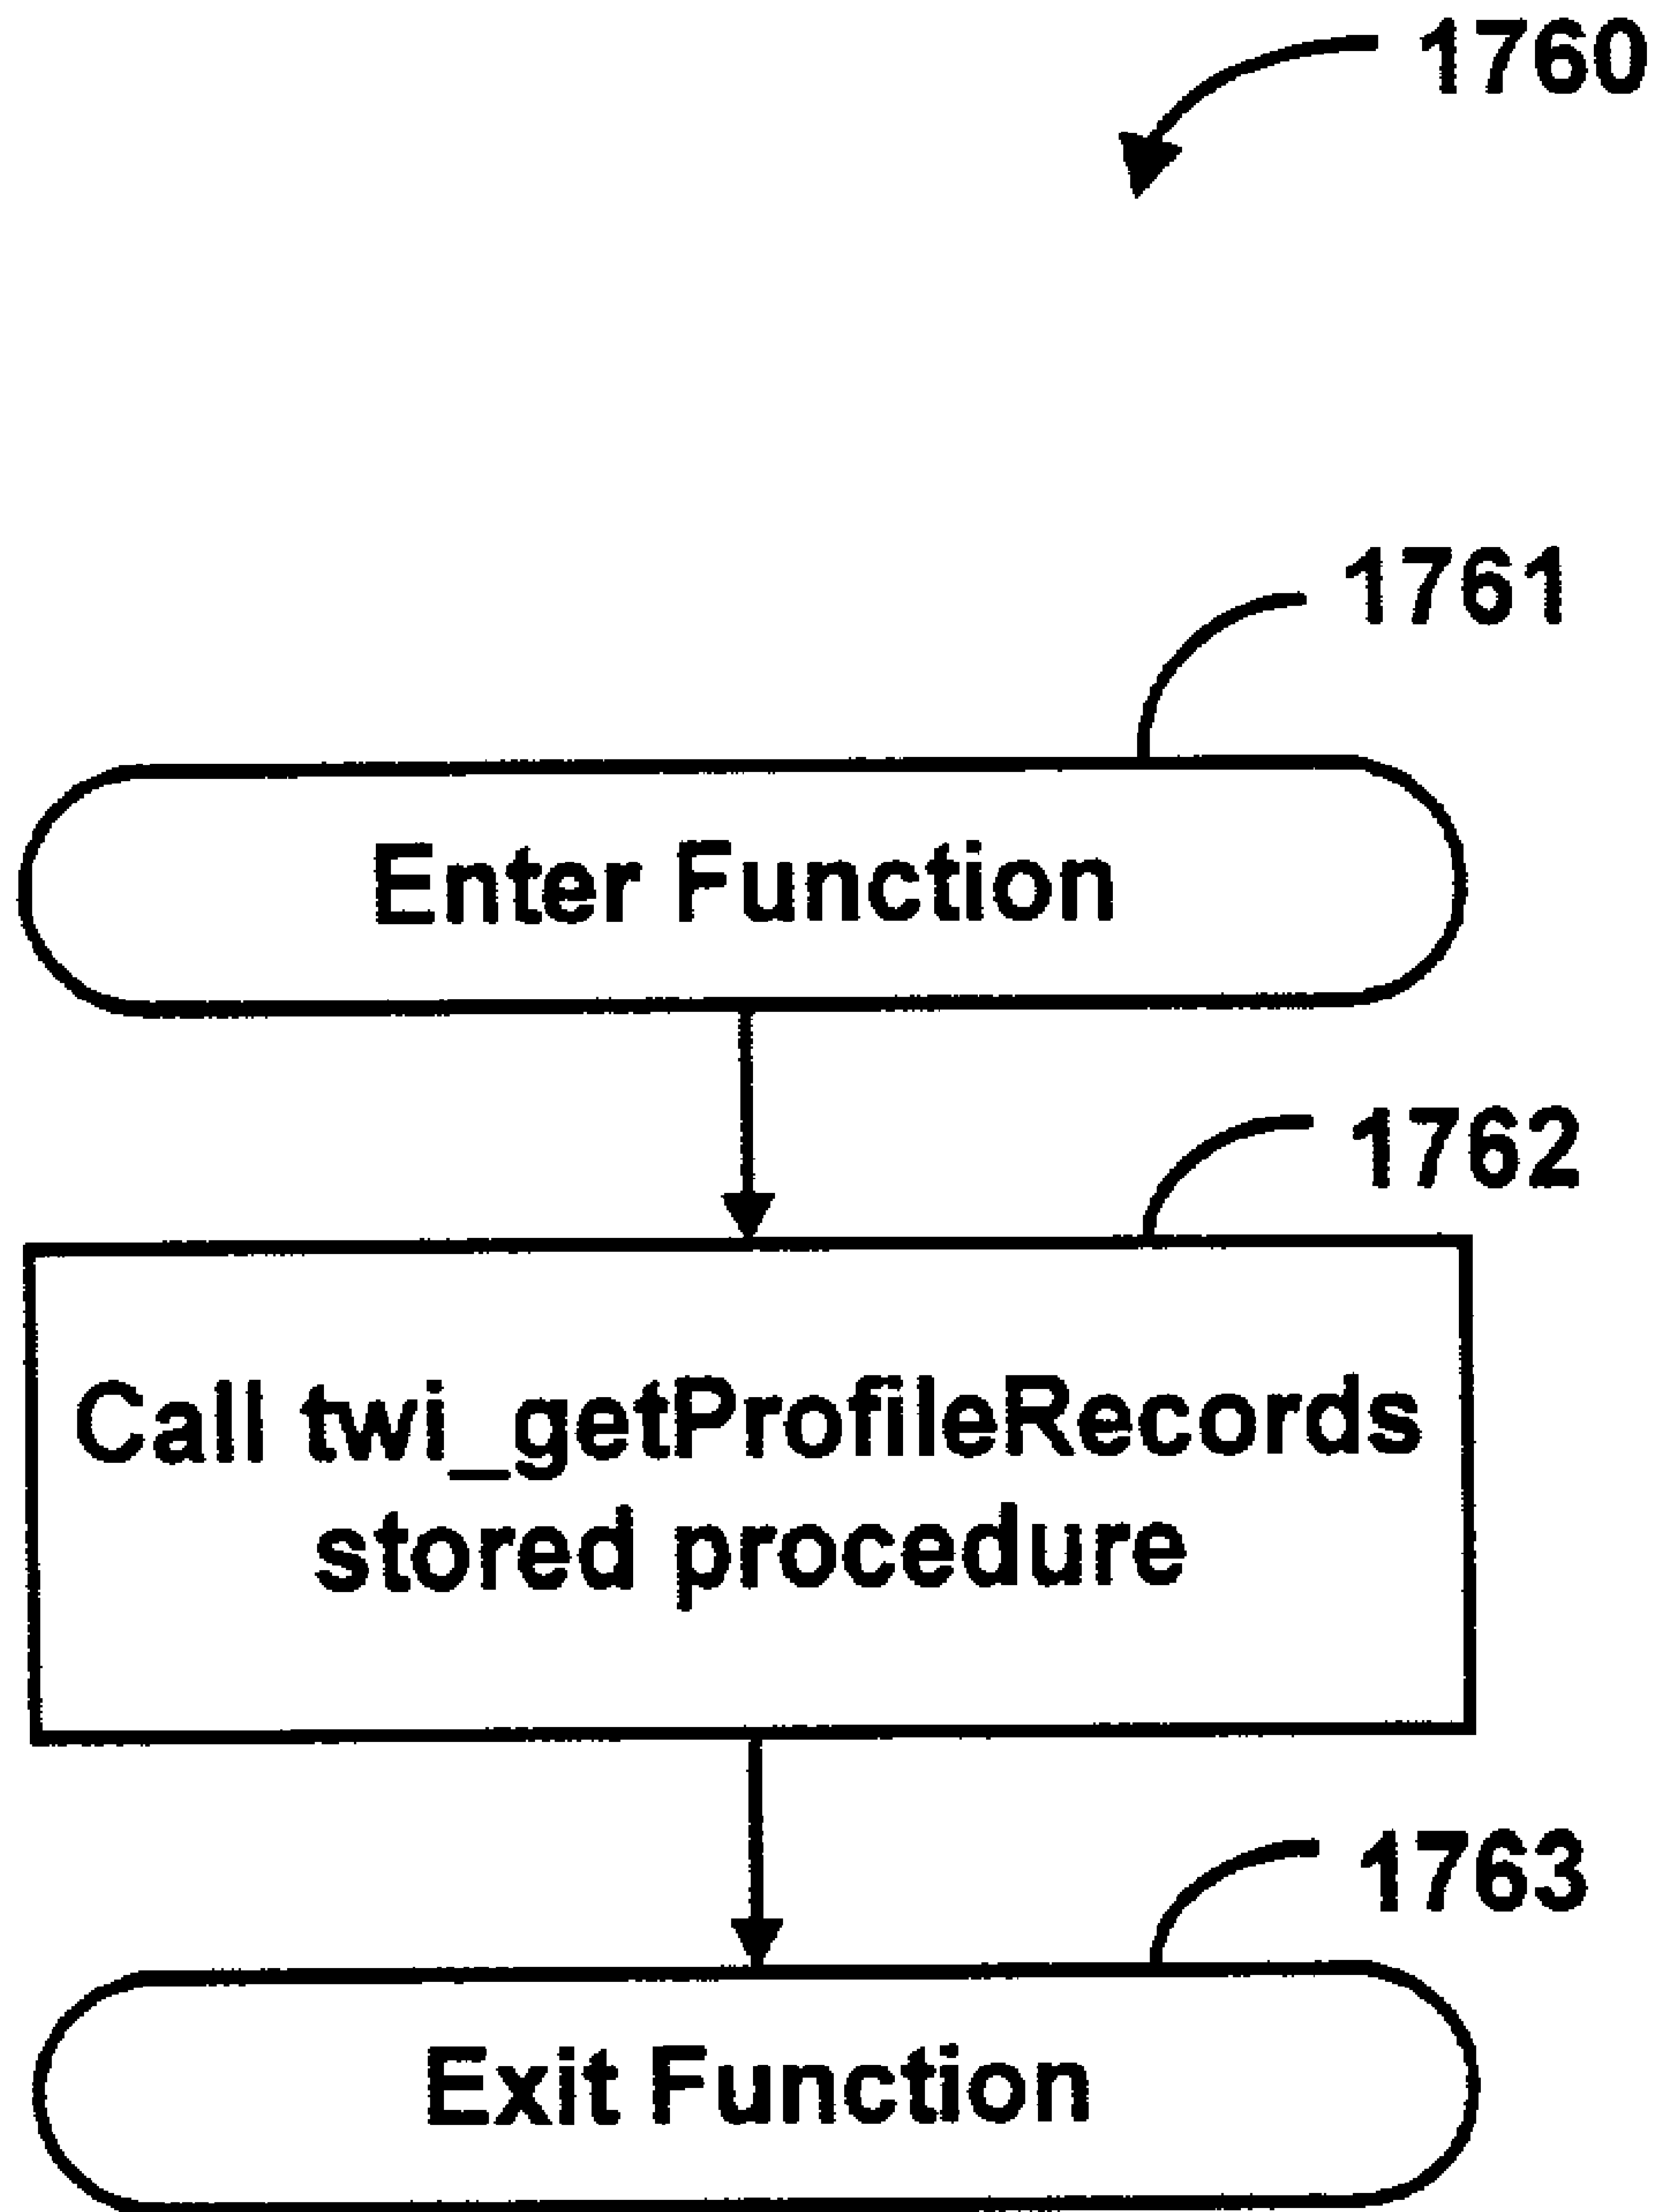 1760
1761
Enter Function
1762
Call twi_getProfileRecords
stored procedure
1763
Exit Function